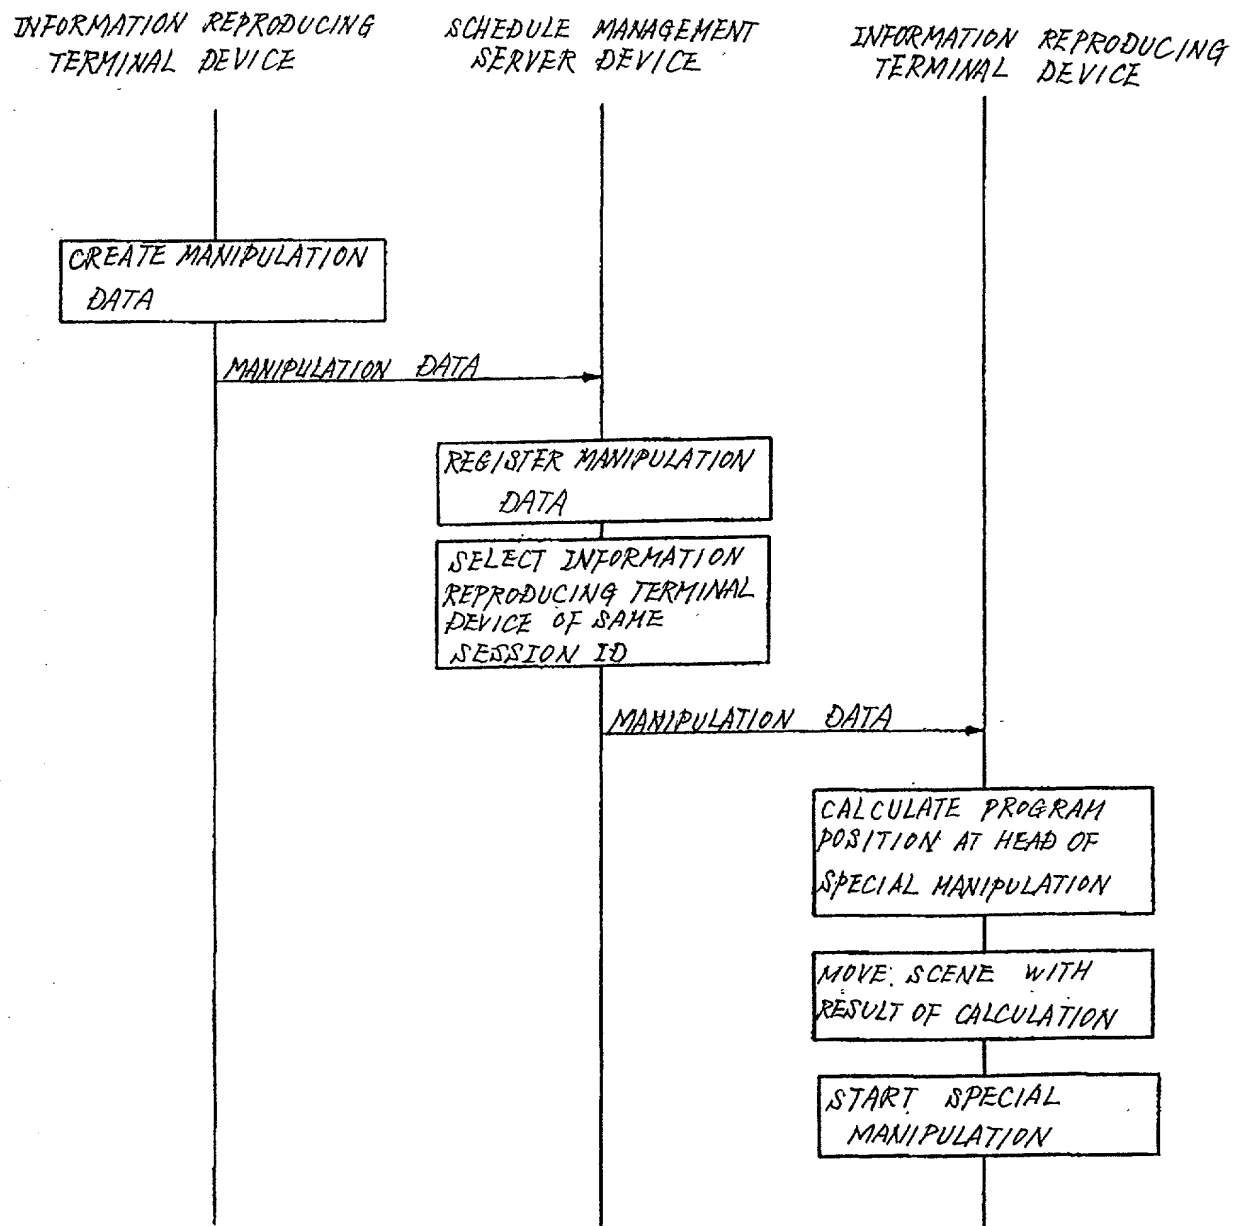 INFORMATION REPRODUCING
TERMINAL DEVICE
SCHEDULE MANAGEMENT
SERVER DEVICE
INFORMATION REPRODUCING
TERMINAL DEVICE
CREATE MANIPULATION
DATA
MANIPULATION DATA
REGISTER MANIPULATION
DATA
SELECT INFORMATION
REPRODUCING TERMINAL
DEVICE OF SAME
SESSION ID
MANIPULATION DATA
CALCULATE PROGRAM
POSITION AT HEAD OF
SPECIAL MANIPULATION
MOVE SCENE WITH
RESULT OF CALCULATION
START SPECIAL
MANIPULATION